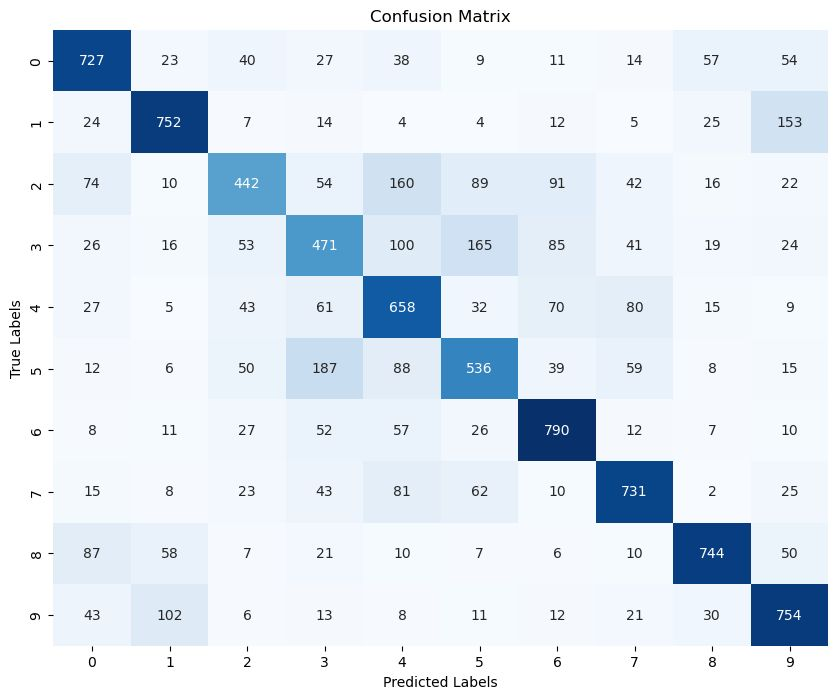 Confusion Matrix
0 727 23 40 27 38 9 11 14 57 54
1 24 752 7 14 4 4 12 5 25 153
2 74 10 442 54 160 89 91 42 16 22
3 26 16 53 471 100 165 85 41 19 24
4 27 5 43 61 658 32 70 80 15 9
5 12 6 50 187 88 536 39 59 8 15
6 8 11 27 52 57 26 790 12 7 10
7 15 8 23 43 81 62 10 731 2 25
8 87 58 7 21 10 7 6 10 744 50
9 43 102 6 13 8 11 12 21 30 754
True Labels
0 1 2 3 4 5 6 7 8 9
Predicted Labels